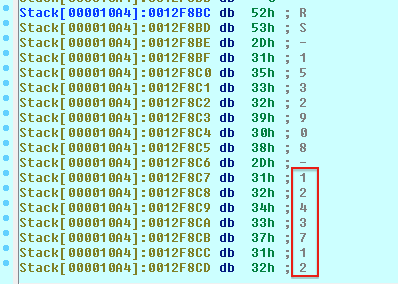 Stack[000010A4]:0012F8BC db 52h ; R
Stack[000010A4]:0012F8BD db 53h ; S
Stack[000010A4]:0012F8BE db 2Dh ; -
Stack[000010A4]:0012F8BF db 31h ; 1
Stack[000010A4]:0012F8C0 db 35h ; 5
Stack[000010A4]:0012F8C1 db 33h ; 3
Stack[000010A4]:0012F8C2 db 32h ; 2
Stack[000010A4]:0012F8C3 db 39h ; 9
Stack[000010A4]:0012F8C4 db 30h ; 0
Stack[000010A4]:0012F8C5 db 38h ; 8
Stack[000010A4]:0012F8C6 db 2Dh ; -
Stack[000010A4]:0012F8C7 db 31h ; 1
Stack[000010A4]:0012F8C8 db 32h ; 2
Stack[000010A4]:0012F8C9 db 34h ; 4
Stack[000010A4]:0012F8CA db 33h ; 3
Stack[000010A4]:0012F8CB db 37h ; 7
Stack[000010A4]:0012F8CC db 31h ; 1
Stack[000010A4]:0012F8CD db 32h ; 2